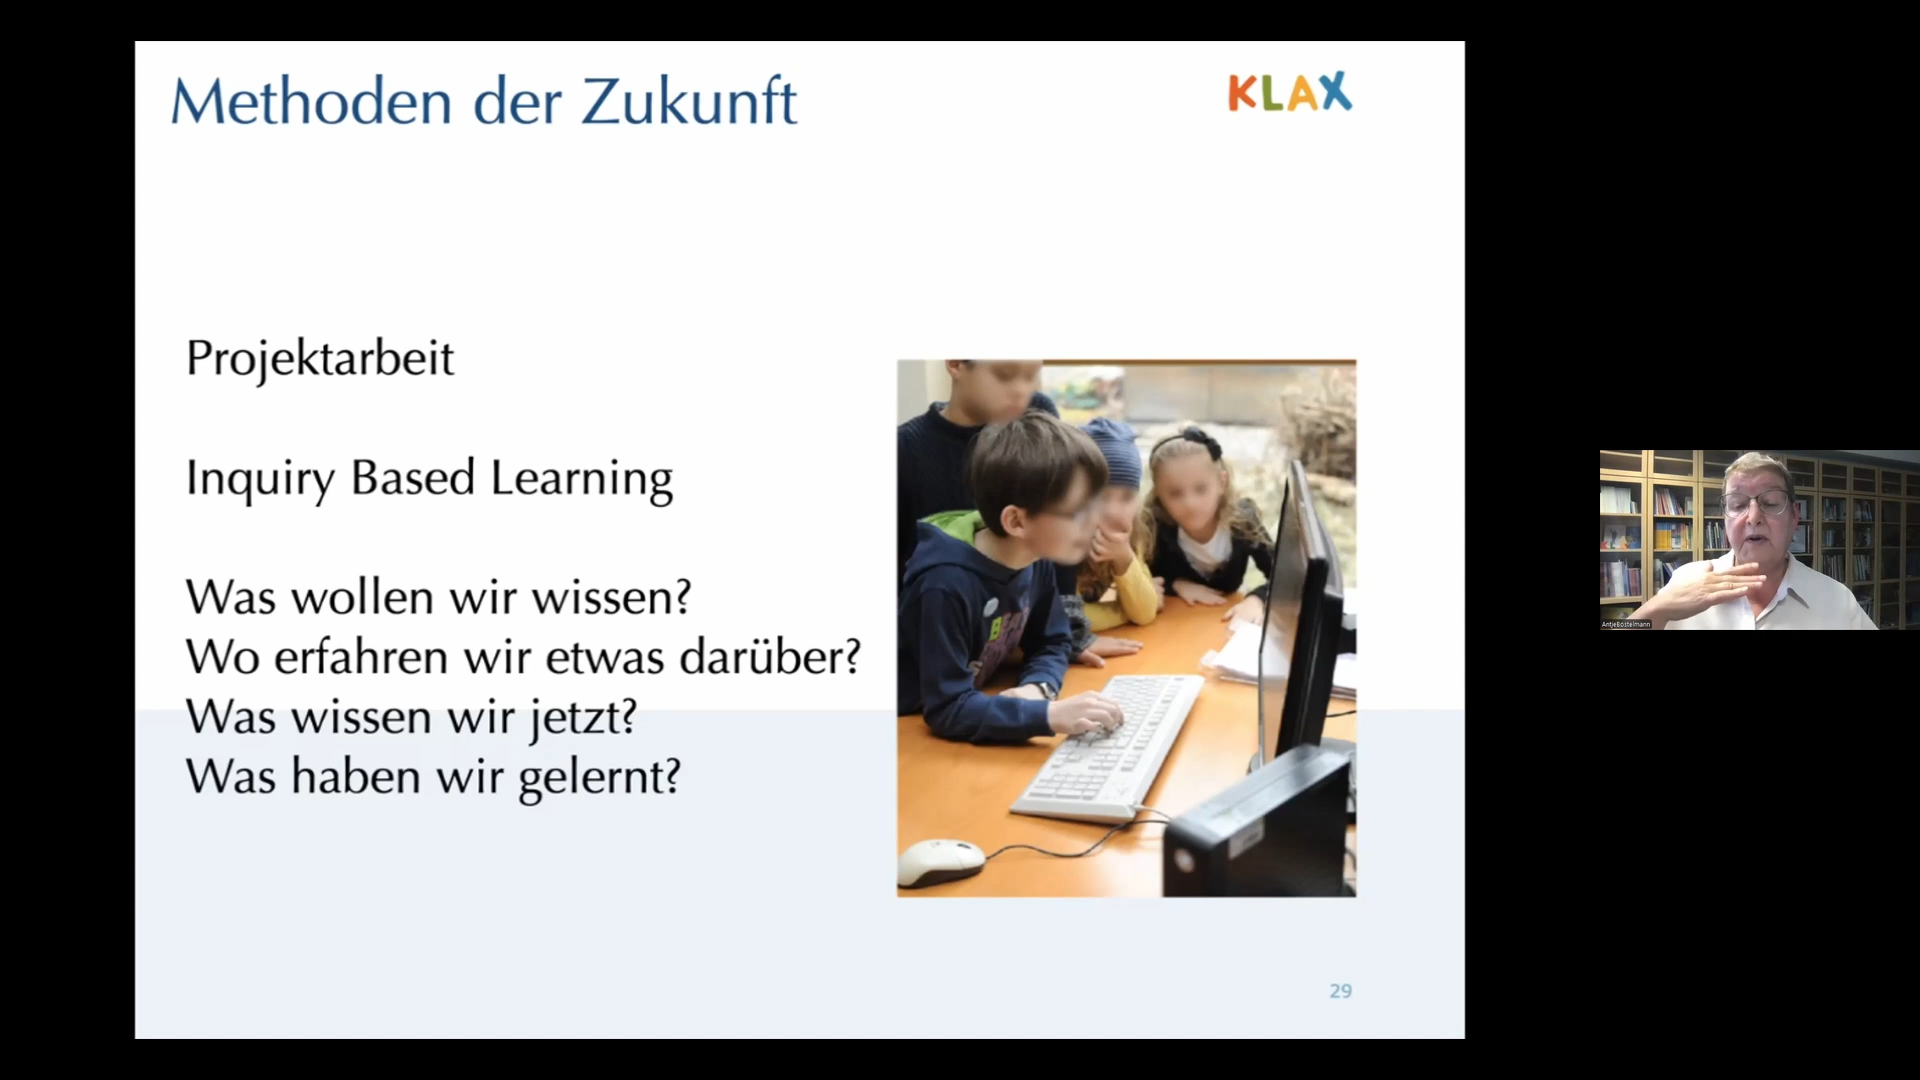 Methoden der Zukunft
KLAX
Projektarbeit
Inquiry Based Learning
Was wollen wir wissen?
Wo erfahren wir etwas darüber?
Was wissen wir jetzt?
Was haben wir gelernt?
29
AntjeBostelmann